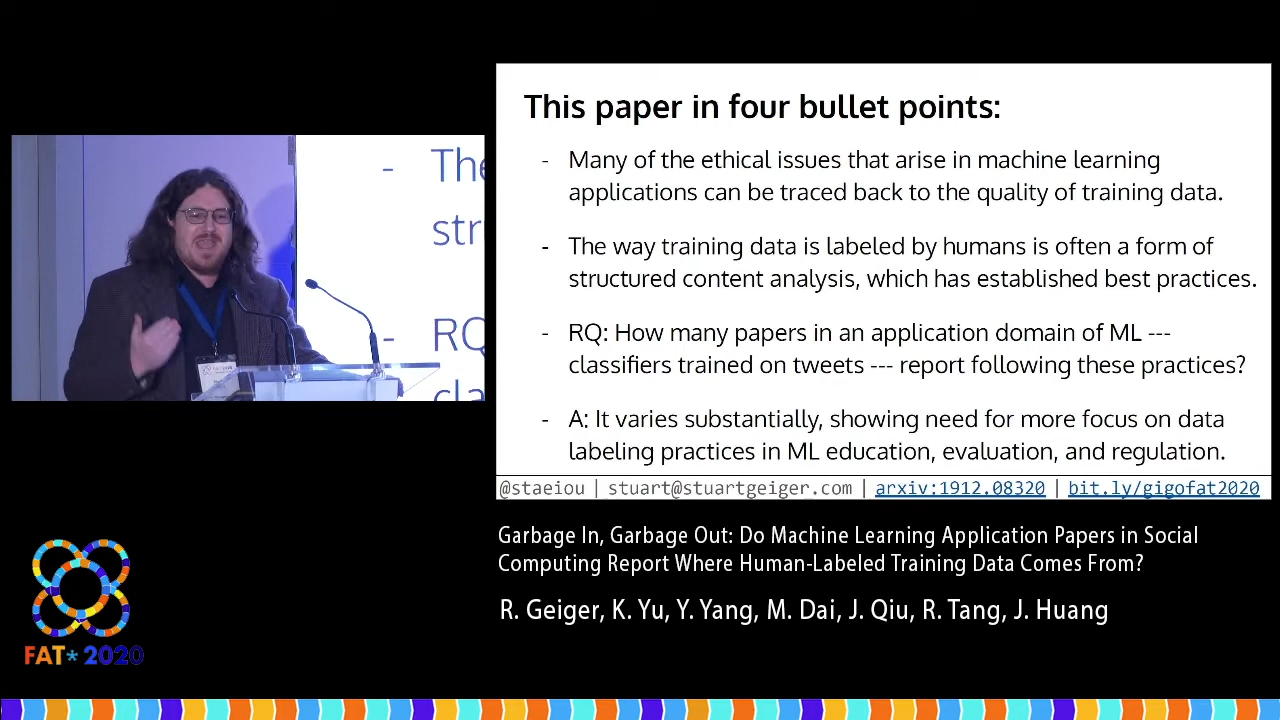 - The
str
- RQ
cla
This paper in four bullet points:
- Many of the ethical issues that arise in machine learning
applications can be traced back to the quality of training data.
- The way training data is labeled by humans is often a form of
structured content analysis, which has established best practices.
- RQ: How many papers in an application domain of ML ---
classifiers trained on tweets --- report following these practices?
- A: It varies substantially, showing need for more focus on data
labeling practices in ML education, evaluation, and regulation.
@staeiou | stuart@stuartgeiger.com | arxiv:1912.08320 | bit.ly/gigofat2020
Garbage In, Garbage Out: Do Machine Learning Application Papers in Social
Computing Report Where Human-Labeled Training Data Comes From?
R. Geiger, K. Yu, Y. Yang, M. Dai, J. Qiu, R. Tang, J. Huang
FAT* 2020